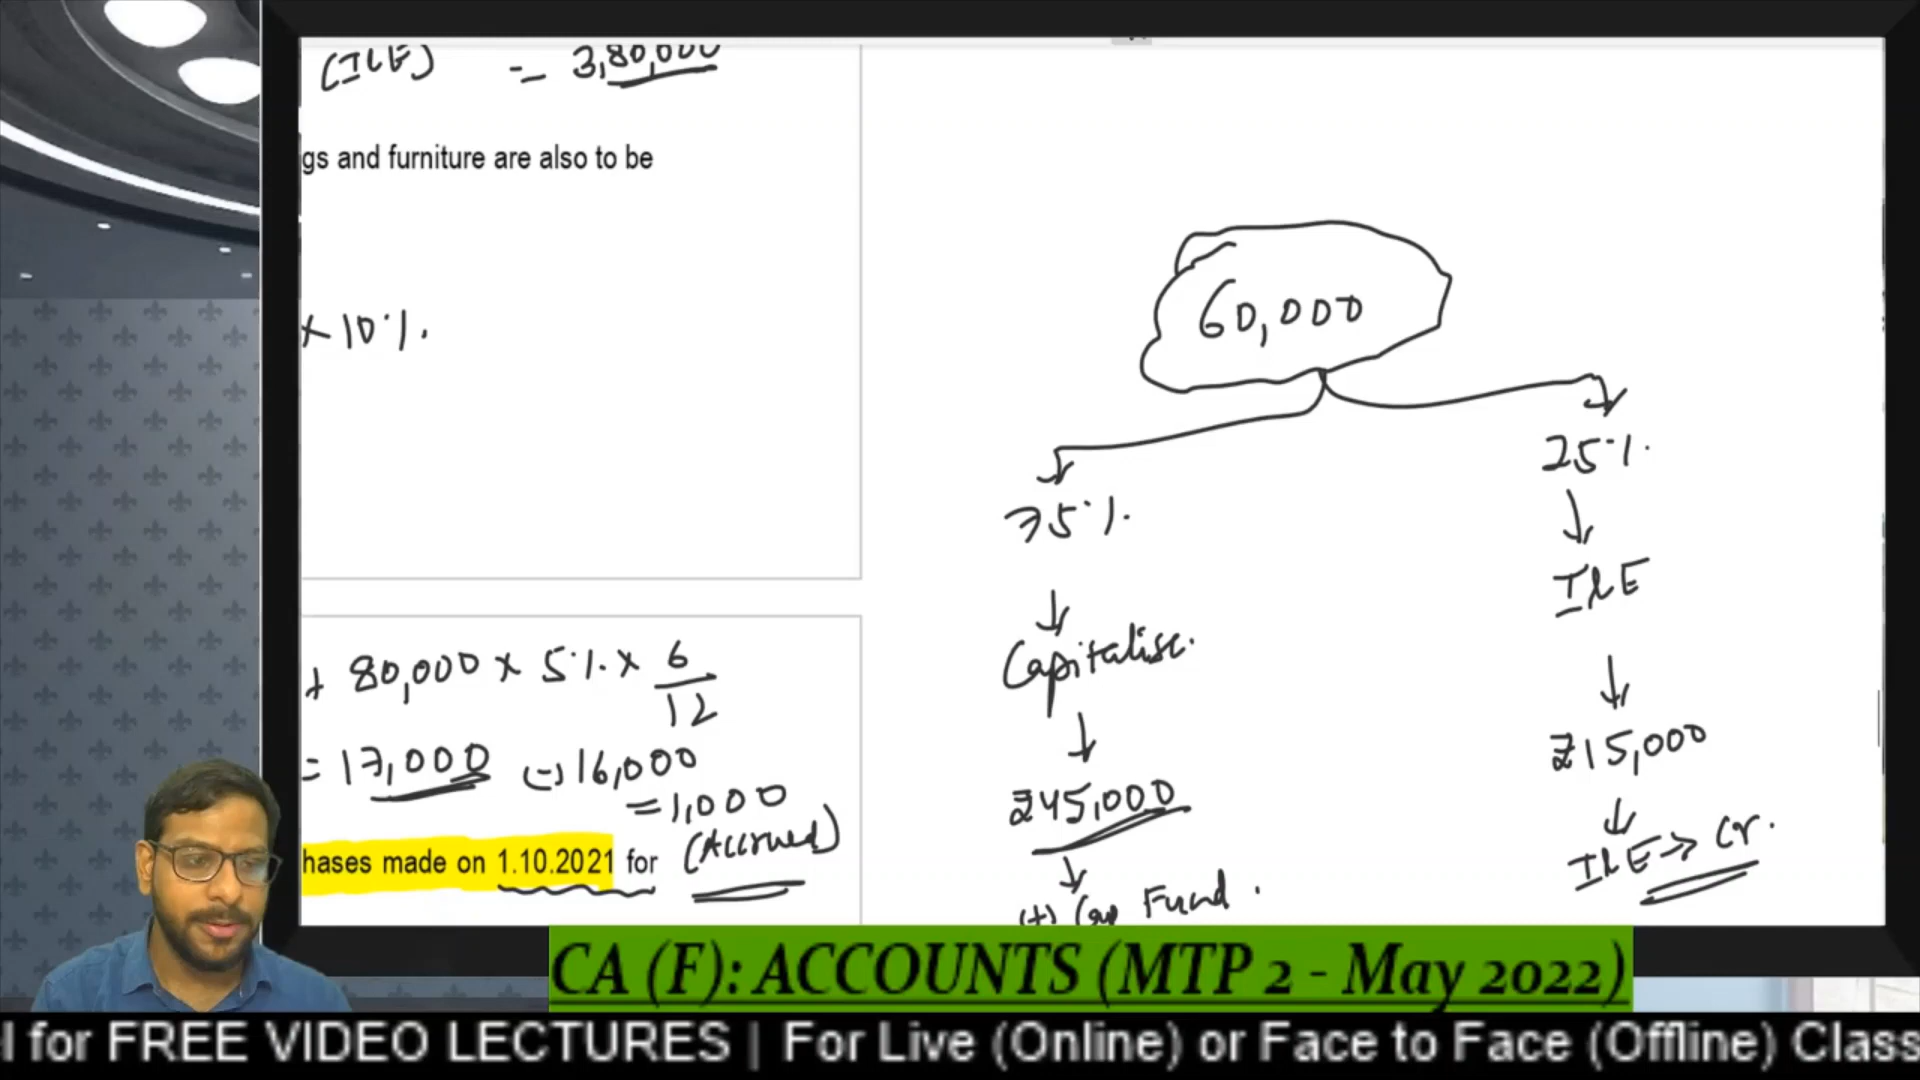 (I&E) = 3,80,000
gs and furniture are also to be
× 10%.
+ 80,000 × 5% × 6/12
= 17,000 (-) 16,000
= 1,000
(Accrued)
hases made on 1.10.2021 for
60,000
75%.
Capitalise.
₹45,000
(+) Cap Fund.
25%.
I&E
₹15,000
I&E → Cr.
CA (F): ACCOUNTS (MTP 2 - May 2022)
l for FREE VIDEO LECTURES | For Live (Online) or Face to Face (Offline) Class